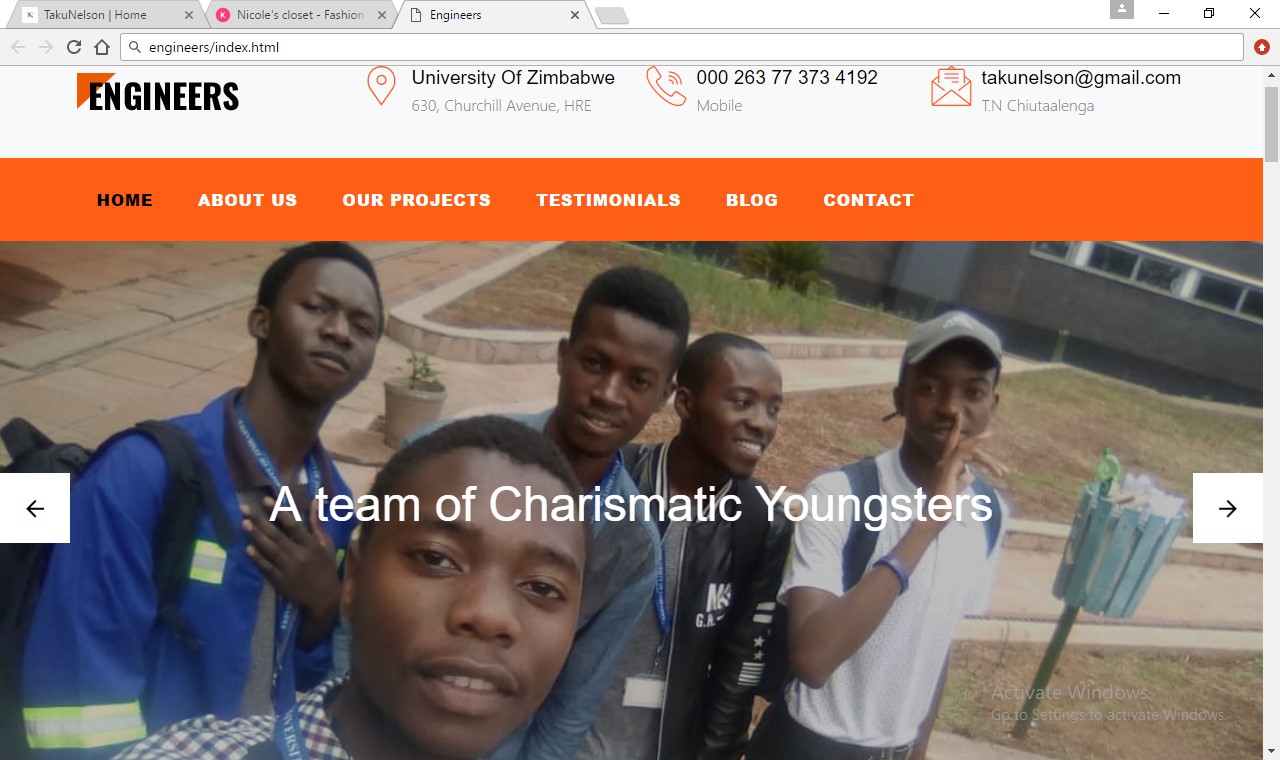 TakuNelson | Home
Nicole's closet - Fashion
Engineers
engineers/index.html
ENGINEERS
University Of Zimbabwe
630, Churchill Avenue, HRE
000 263 77 373 4192
Mobile
takunelson@gmail.com
T.N Chiutaalenga
HOME ABOUT US OUR PROJECTS TESTIMONIALS BLOG CONTACT
A team of Charismatic Youngsters
Activate Windows
Go to Settings to activate Windows.